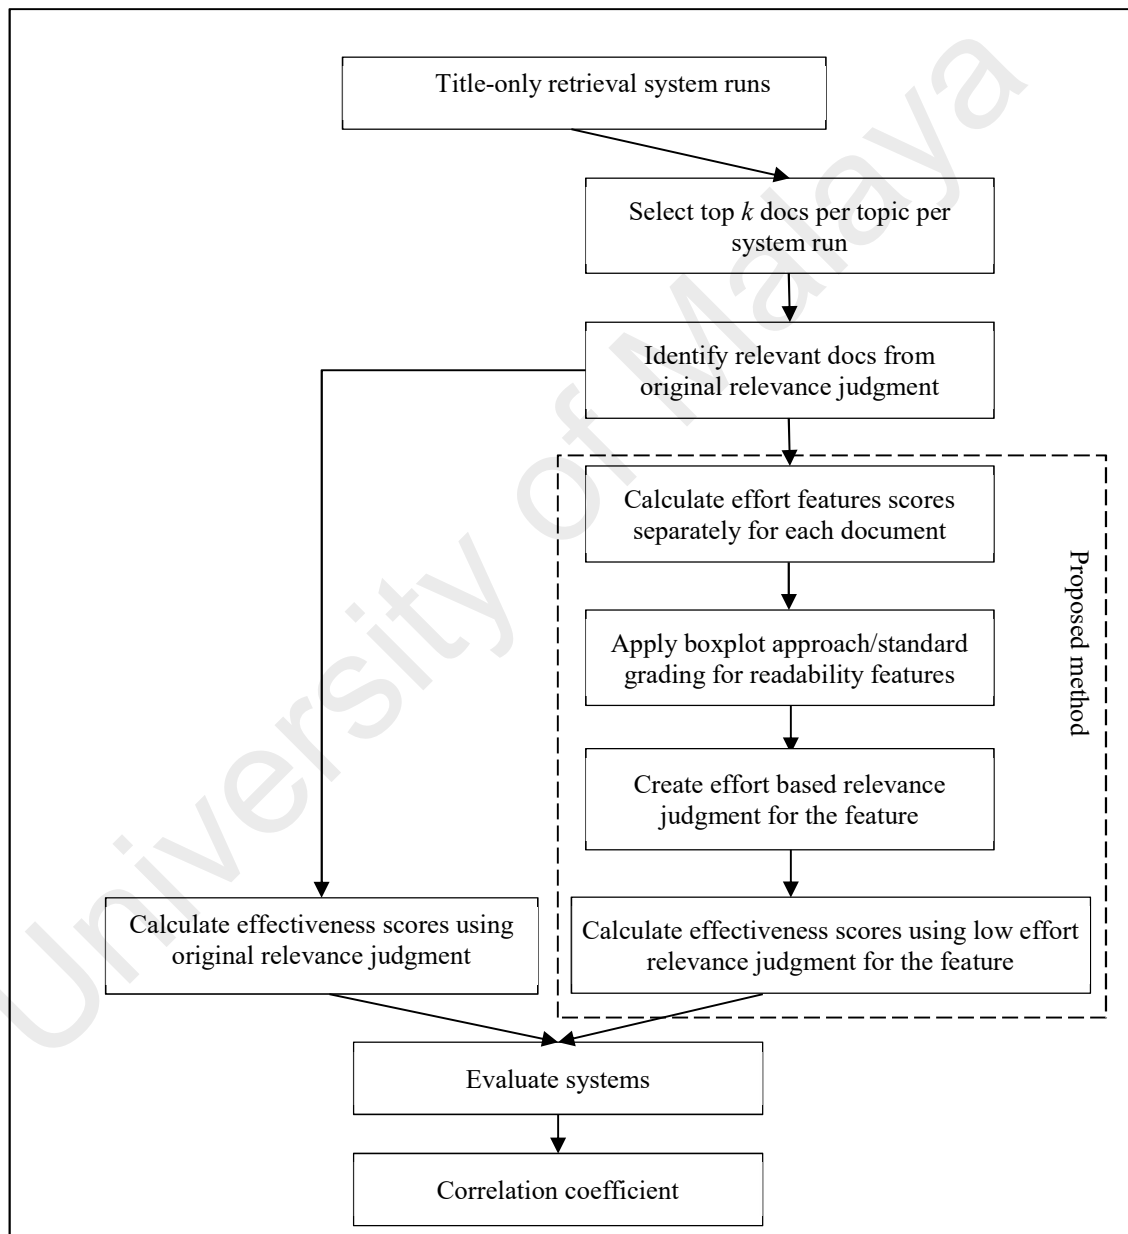 Title-only retrieval system runs
Select top k docs per topic per
system run
Identify relevant docs from
original relevance judgment
Calculate effort features scores
separately for each document
Apply boxplot approach/standard
grading for readability features
Create effort based relevance
judgment for the feature
Proposed method
Calculate effectiveness scores using
original relevance judgment
Calculate effectiveness scores using low effort
relevance judgment for the feature
Evaluate systems
Correlation coefficient
University of Malaya